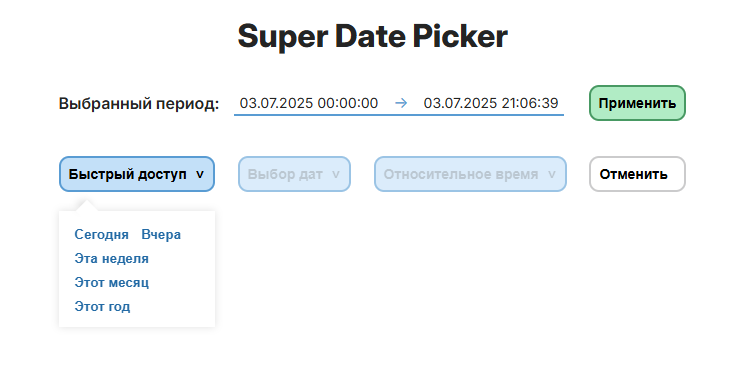 Super Date Picker
Выбранный период: 03.07.2025 00:00:00 → 03.07.2025 21:06:39 Применить
Быстрый доступ v Выбор дат v Относительное время v Отменить
Сегодня Вчера
Эта неделя
Этот месяц
Этот год